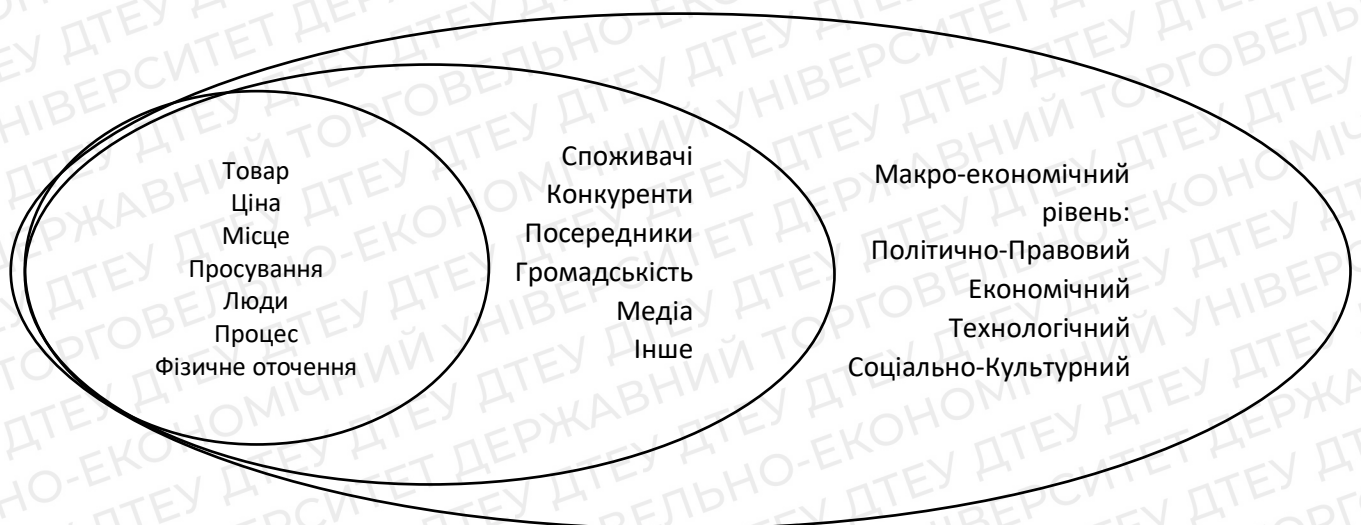 Товар
Ціна
Місце
Просування
Люди
Процес
Фізичне оточення
Споживачі
Конкуренти
Посередники
Громадськість
Медіа
Інше
Макро-економічний
рівень:
Політично-Правовий
Економічний
Технологічний
Соціально-Культурний